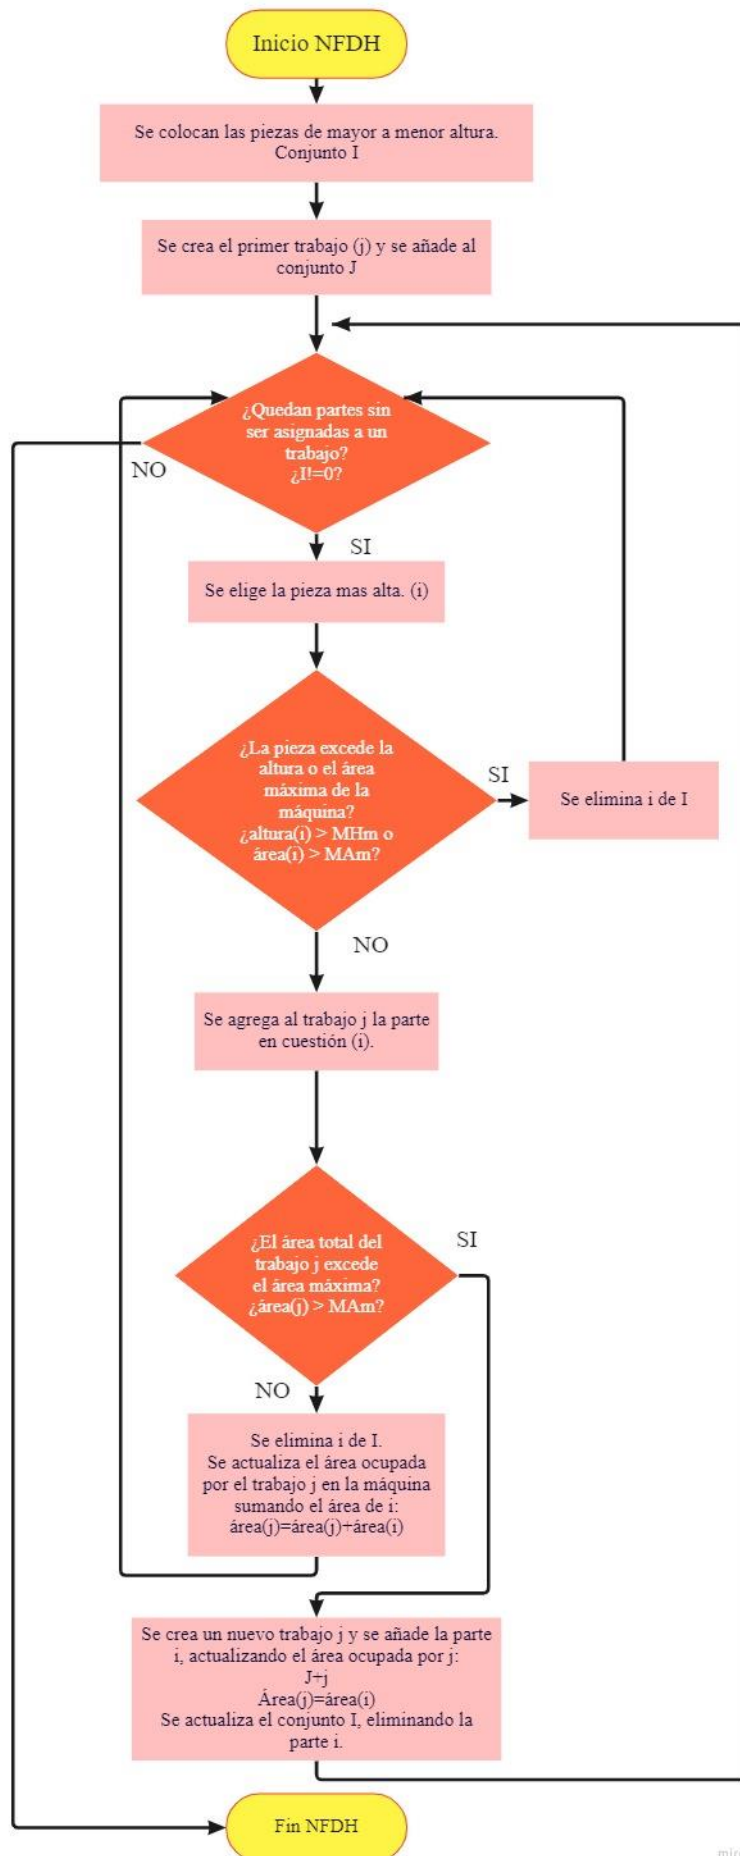 Inicio NFDH
Se colocan las piezas de mayor a menor altura.
Conjunto I
Se crea el primer trabajo (j) y se añade al
conjunto J
¿Quedan partes sin
ser asignadas a un
trabajo?
¿I!=0?
NO
SI
Se elige la pieza mas alta. (i)
¿La pieza excede la
altura o el área
máxima de la
máquina?
¿altura(i) > MHm o
área(i) > MAm?
SI
Se elimina i de I
NO
Se agrega al trabajo j la parte
en cuestión (i).
¿El área total del
trabajo j excede
el área máxima?
¿área(j) > MAm?
SI
NO
Se elimina i de I.
Se actualiza el área ocupada
por el trabajo j en la máquina
sumando el área de i:
área(j)=área(j)+área(i)
Se crea un nuevo trabajo j y se añade la parte
i, actualizando el área ocupada por j:
J+j
Área(j)=área(i)
Se actualiza el conjunto I, eliminando la
parte i.
Fin NFDH